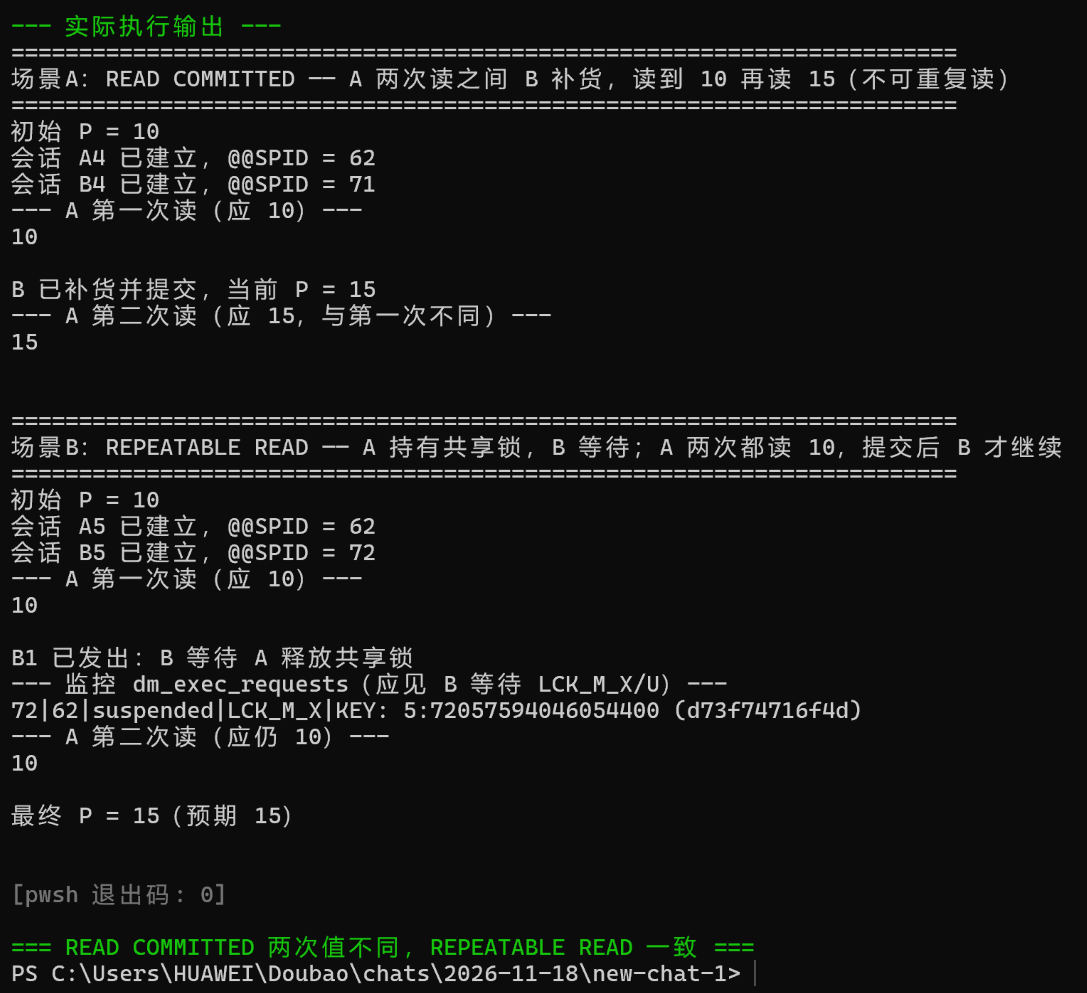 --- 实际执行输出 ---
======================================================================
场景A: READ COMMITTED —— A 两次读之间 B 补货，读到 10 再读 15（不可重复读）
======================================================================
初始 P = 10
会话 A4 已建立，@@SPID = 62
会话 B4 已建立，@@SPID = 71
--- A 第一次读（应 10）---
10
B 已补货并提交，当前 P = 15
--- A 第二次读（应 15，与第一次不同）---
15
======================================================================
场景B: REPEATABLE READ —— A 持有共享锁，B 等待；A 两次都读 10，提交后 B 才继续
======================================================================
初始 P = 10
会话 A5 已建立，@@SPID = 62
会话 B5 已建立，@@SPID = 72
--- A 第一次读（应 10）---
10
B1 已发出: B 等待 A 释放共享锁
--- 监控 dm_exec_requests（应见 B 等待 LCK_M_X/U）---
72|62|suspended|LCK_M_X|KEY: 5:72057594046054400 (d73f74716f4d)
--- A 第二次读（应仍 10）---
10
最终 P = 15（预期 15）
[pwsh 退出码: 0]
=== READ COMMITTED 两次值不同，REPEATABLE READ 一致 ===
PS C:\Users\HUAWEI\Doubao\chats\2026-11-18\new-chat-1>